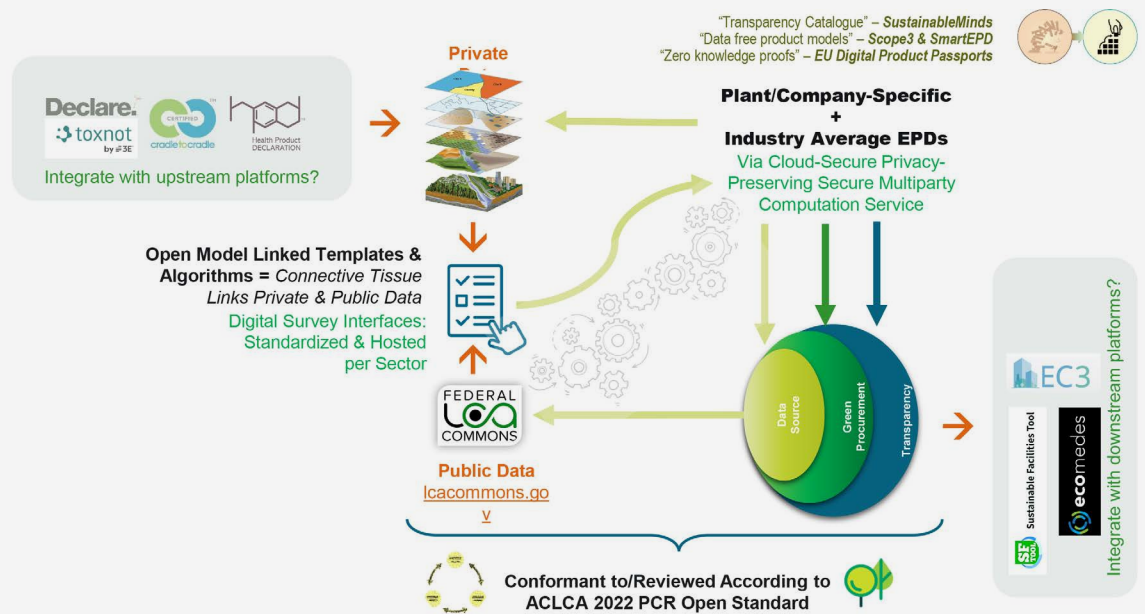 "Transparency Catalogue" – SustainableMinds
"Data free product models" – Scope3 & SmartEPD
"Zero knowledge proofs" – EU Digital Product Passports
Declare.
toxnot
by 3E
CERTIFIED
cradletocradle
Health Product
DECLARATION
Integrate with upstream platforms?
Private
Plant/Company-Specific
+
Industry Average EPDs
Via Cloud-Secure Privacy-
Preserving Secure Multiparty
Computation Service
Open Model Linked Templates &
Algorithms = Connective Tissue
Links Private & Public Data
Digital Survey Interfaces:
Standardized & Hosted
per Sector
FEDERAL
LCA
COMMONS
Public Data
lcacommons.go
v
Data
Source
Green
Procurement
Transparency
EC3
SF
TOOL
Sustainable Facilities Tool
ecomedes
Integrate with downstream platforms?
Conformant to/Reviewed According to
ACLCA 2022 PCR Open Standard